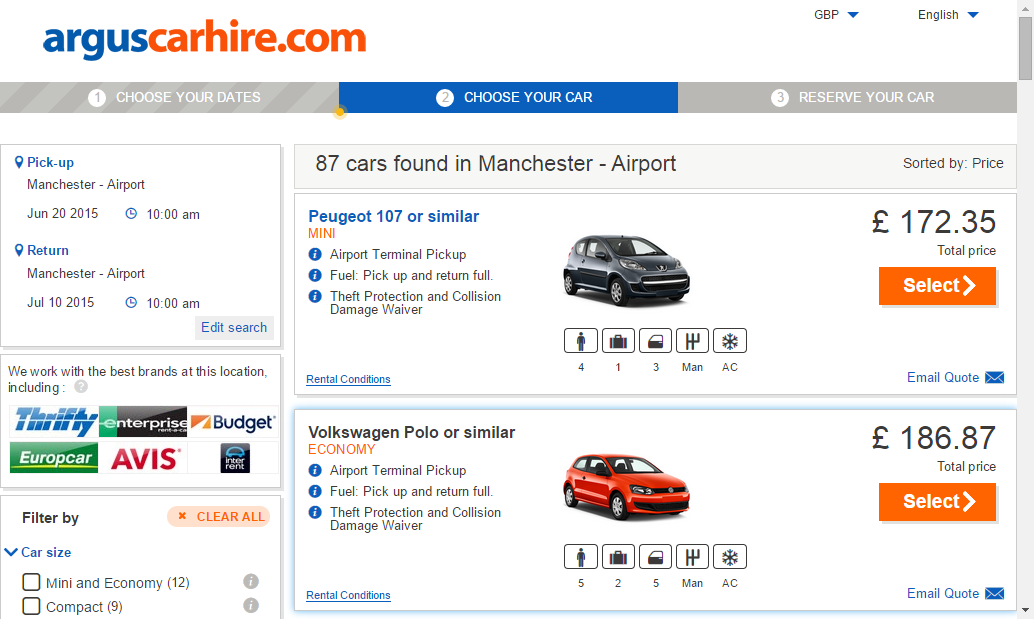 GBP English
arguscarhire.com
1 CHOOSE YOUR DATES 2 CHOOSE YOUR CAR 3 RESERVE YOUR CAR
Pick-up
Manchester - Airport
Jun 20 2015 10:00 am
Return
Manchester - Airport
Jul 10 2015 10:00 am
Edit search
We work with the best brands at this location,
including : ?
Thrifty enterprise rent-a-car Budget
Europcar AVIS inter rent
Filter by CLEAR ALL
Car size
Mini and Economy (12) i
Compact (9) i
87 cars found in Manchester - Airport Sorted by: Price
Peugeot 107 or similar
MINI
i Airport Terminal Pickup
i Fuel: Pick up and return full.
i Theft Protection and Collision
Damage Waiver
4 1 3 Man AC
Rental Conditions
£ 172.35
Total price
Select
Email Quote
Volkswagen Polo or similar
ECONOMY
i Airport Terminal Pickup
i Fuel: Pick up and return full.
i Theft Protection and Collision
Damage Waiver
5 2 5 Man AC
Rental Conditions
£ 186.87
Total price
Select
Email Quote